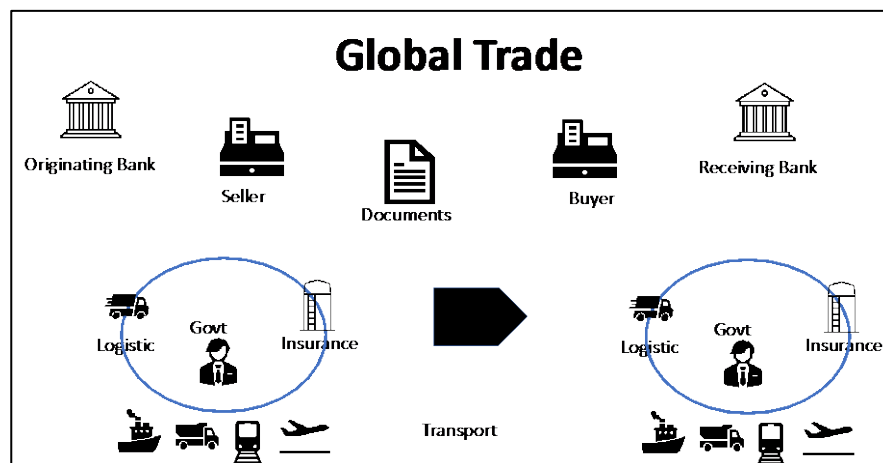 Global Trade
Originating Bank
Seller
Documents
Buyer
Receiving Bank
Govt
Logistic
Insurance
Govt
Logistic
Insurance
Transport